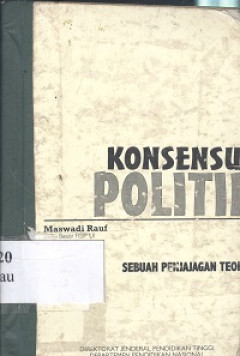 KONSENSU
POLITI
Maswadi Rauf
SEBUAH PENJAJAGAN TEO
20
au
DIREKTORAT JENDERAL PENDIDIKAN TINGGI
DEPARTEMEN PENDIDIKAN NASIONAL